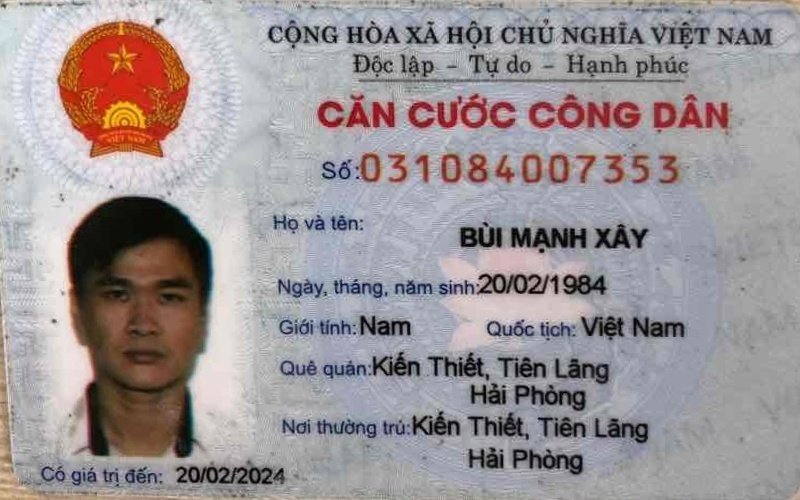 CỘNG HÒA XÃ HỘI CHỦ NGHĨA VIỆT NAM
Độc lập – Tự do – Hạnh phúc
CĂN CƯỚC CÔNG DÂN
Số: 031084007353
Họ và tên:
BÙI MẠNH XÂY
Ngày, tháng, năm sinh: 20/02/1984
Giới tính: Nam Quốc tịch: Việt Nam
Quê quán: Kiến Thiết, Tiên Lãng
Hải Phòng
Nơi thường trú: Kiến Thiết, Tiên Lãng
Hải Phòng
Có giá trị đến: 20/02/2024
VIỆT NAM